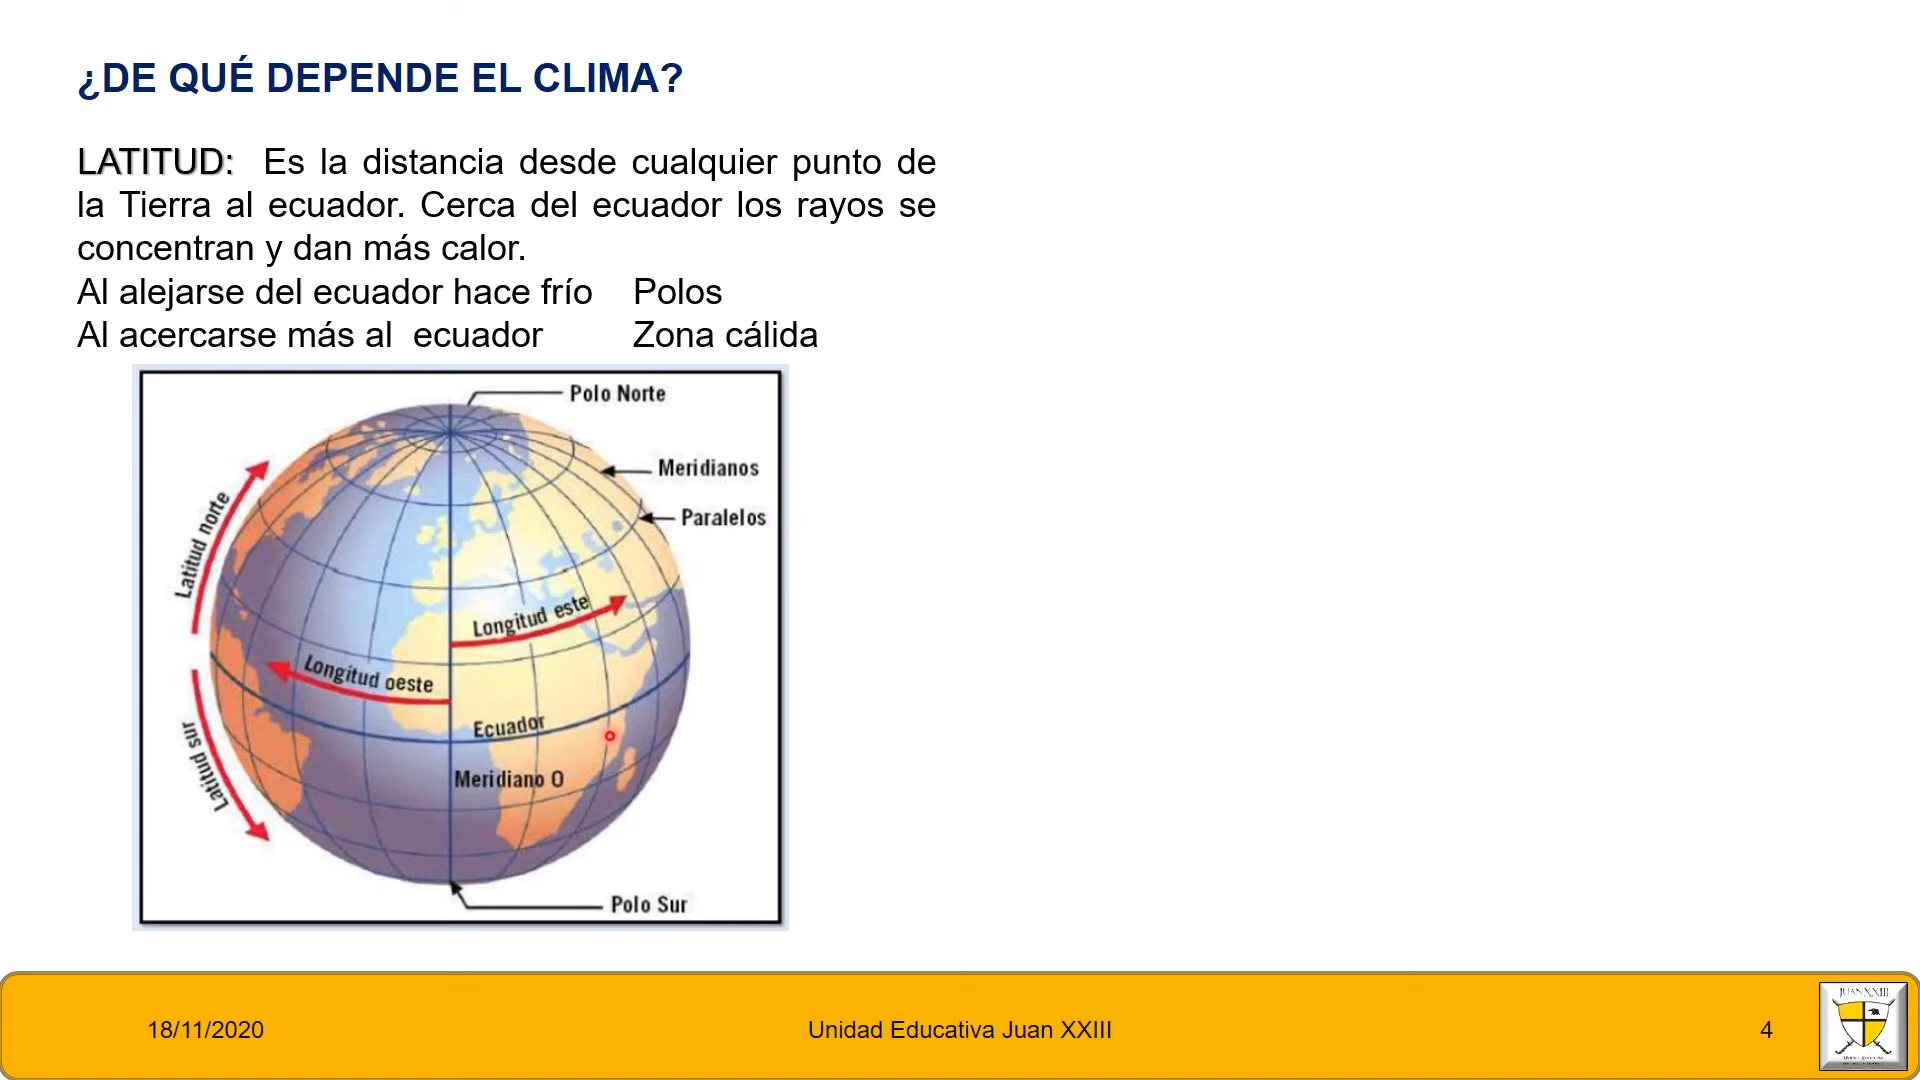 ¿DE QUÉ DEPENDE EL CLIMA?
LATITUD: Es la distancia desde cualquier punto de
la Tierra al ecuador. Cerca del ecuador los rayos se
concentran y dan más calor.
Al alejarse del ecuador hace frío Polos
Al acercarse más al ecuador Zona cálida
Polo Norte
Meridianos
Paralelos
Latitud norte
Longitud este
Longitud oeste
Ecuador
Latitud sur
Meridiano 0
Polo Sur
18/11/2020
Unidad Educativa Juan XXIII
4
JUAN XXIII